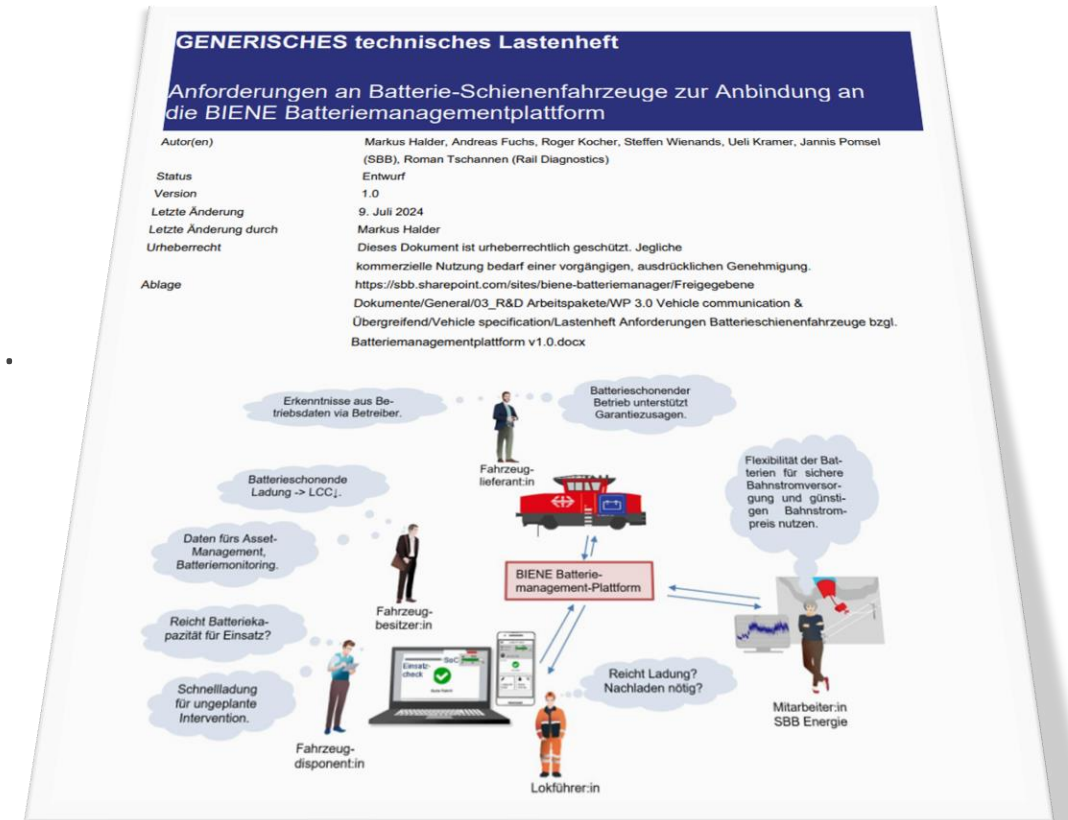 GENERISCHES technisches Lastenheft
Anforderungen an Batterie-Schienenfahrzeuge zur Anbindung an
die BIENE Batteriemanagementplattform
Autor(en) Markus Halder, Andreas Fuchs, Roger Kocher, Steffen Wienands, Ueli Kramer, Jannis Pomsel
(SBB), Roman Tschannen (Rail Diagnostics)
Status Entwurf
Version 1.0
Letzte Änderung 9. Juli 2024
Letzte Änderung durch Markus Halder
Urheberrecht Dieses Dokument ist urheberrechtlich geschützt. Jegliche
kommerzielle Nutzung bedarf einer vorgängigen, ausdrücklichen Genehmigung.
Ablage https://sbb.sharepoint.com/sites/biene-batteriemanager/Freigegebene
Dokumente/General/03_R&D Arbeitspakete/WP 3.0 Vehicle communication &
Übergreifend/Vehicle specification/Lastenheft Anforderungen Batterieschienenfahrzeuge bzgl.
Batteriemanagementplattform v1.0.docx
Erkenntnisse aus Be-
triebsdaten via Betreiber.
Batterieschonender
Betrieb unterstützt
Garantiezusagen.
Fahrzeug-
lieferant:in
Batterieschonende
Ladung -> LCC↓.
Flexibilität der Bat-
terien für sichere
Bahnstromversor-
gung und günsti-
gen Bahnstrom-
preis nutzen.
Daten fürs Asset-
Management,
Batteriemonitoring.
Fahrzeug-
besitzer:in
BIENE Batterie-
management-Plattform
Reicht Batterieka-
pazität für Einsatz?
Einsatz-
check
SoC
Reicht Ladung?
Nachladen nötig?
Schnellladung
für ungeplante
Intervention.
Mitarbeiter:in
SBB Energie
Fahrzeug-
disponent:in
Lokführer:in